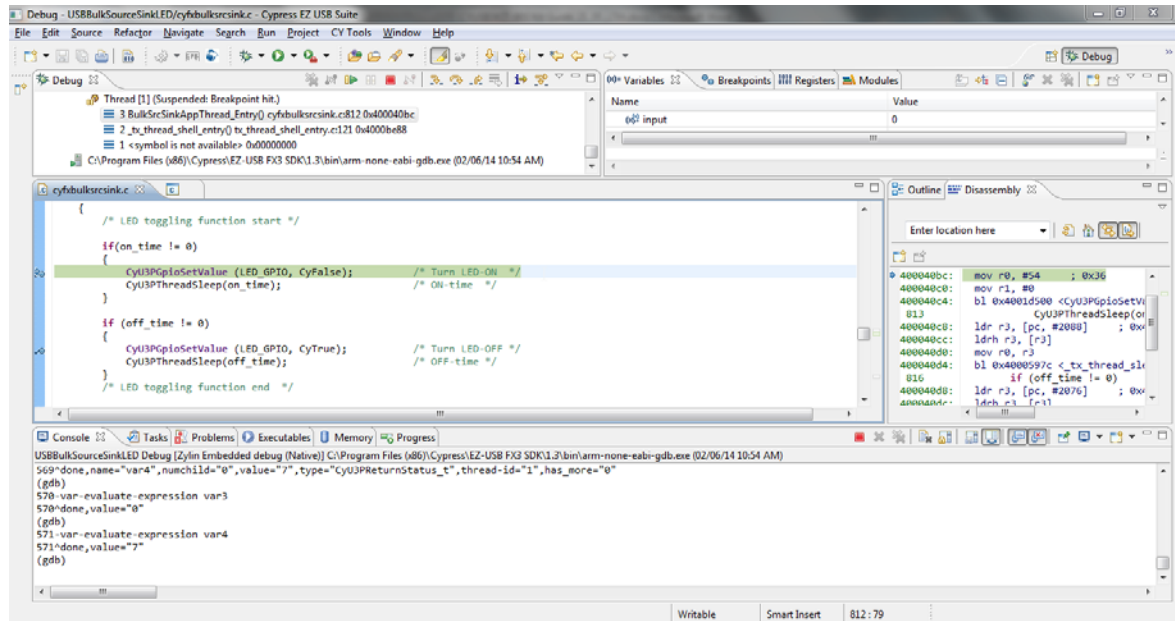 Debug - USBBulkSourceSinkLED/cyfxbulksrcsink.c - Cypress EZ USB Suite
File Edit Source Refactor Navigate Search Run Project CY Tools Window Help
Debug
Debug
Thread [1] (Suspended: Breakpoint hit.)
3 BulkSrcSinkAppThread_Entry() cyfxbulksrcsink.c:812 0x400040bc
2 _tx_thread_shell_entry() tx_thread_shell_entry.c:121 0x4000be88
1 <symbol is not available> 0x00000000
C:\Program Files (x86)\Cypress\EZ-USB FX3 SDK\1.3\bin\arm-none-eabi-gdb.exe (02/06/14 10:54 AM)
Variables Breakpoints Registers Modules
Name Value
input 0
cyfxbulksrcsink.c
{
/* LED toggling function start */
if(on_time != 0)
{
CyU3PGpioSetValue (LED_GPIO, CyFalse); /* Turn LED-ON */
CyU3PThreadSleep(on_time); /* ON-time */
}
if (off_time != 0)
{
CyU3PGpioSetValue (LED_GPIO, CyTrue); /* Turn LED-OFF */
CyU3PThreadSleep(off_time); /* OFF-time */
}
/* LED toggling function end */
Outline Disassembly
Enter location here
400040bc: mov r0, #54 ; 0x36
400040c0: mov r1, #0
400040c4: bl 0x4001d500 <CyU3PGpioSetV
813 CyU3PThreadSleep(o
400040c8: ldr r3, [pc, #2088] ; 0x
400040cc: ldrh r3, [r3]
400040d0: mov r0, r3
400040d4: bl 0x4000597c <_tx_thread_sl
816 if (off_time != 0)
400040d8: ldr r3, [pc, #2076] ; 0x
400040dc: ldrh r3, [r3]
Console Tasks Problems Executables Memory Progress
USBBulkSourceSinkLED Debug [Zylin Embedded debug (Native)] C:\Program Files (x86)\Cypress\EZ-USB FX3 SDK\1.3\bin\arm-none-eabi-gdb.exe (02/06/14 10:54 AM)
569^done,name="var4",numchild="0",value="7",type="CyU3PReturnStatus_t",thread-id="1",has_more="0"
(gdb)
570-var-evaluate-expression var3
570^done,value="0"
(gdb)
571-var-evaluate-expression var4
571^done,value="7"
(gdb)
Writable Smart Insert 812 : 79